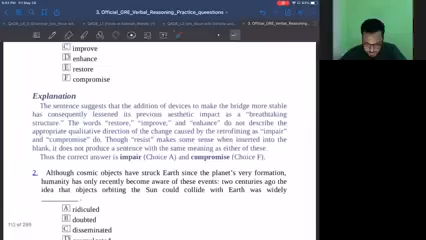 3. Official_GRE_Verbal_Reasoning_Practice_queestions
3. Official_GRE_Verbal_Reasoning_Practice_queestions
C improve
D enhance
E restore
F compromise
Explanation
The sentence suggests that the addition of devices to make the bridge more stable
has consequently lessened its previous aesthetic impact as a "breathtaking
structure." The words "restore," "improve," and "enhance" do not describe the
appropriate qualitative direction of the change caused by the retrofitting as "impair"
and "compromise" do. Though "resist" makes sense when inserted into the
blank, it does not produce a sentence with the same meaning as either of these.
Thus the correct answer is impair (Choice A) and compromise (Choice F).
2. Although cosmic objects have struck Earth since the planet's very formation,
humanity has only recently become aware of these events: two centuries ago the
idea that objects orbiting the Sun could collide with Earth was widely
A ridiculed
B doubted
C disseminated
112 of 285